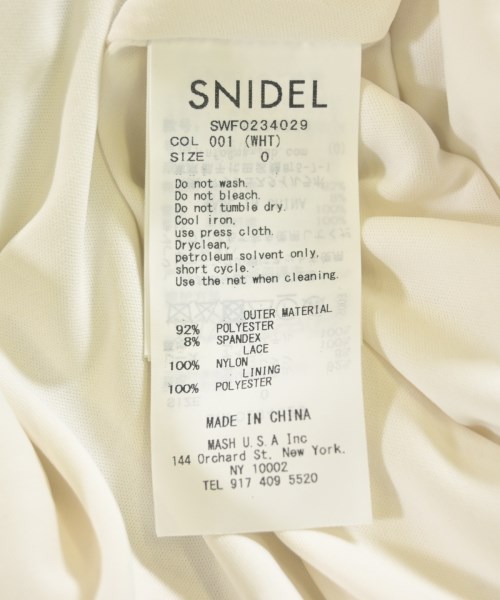 SNIDEL
SWFO234029
COL 001 (WHT)
SIZE 0
Do not wash.
Do not bleach.
Do not tumble dry.
Cool iron,
use press cloth.
Dryclean,
petroleum solvent only,
short cycle.
Use the net when cleaning.
OUTER MATERIAL
92% POLYESTER
8% SPANDEX
LACE
100% NYLON
LINING
100% POLYESTER
MADE IN CHINA
MASH U.S.A Inc
144 Orchard St. New York.
NY 10002
TEL 917 409 5520